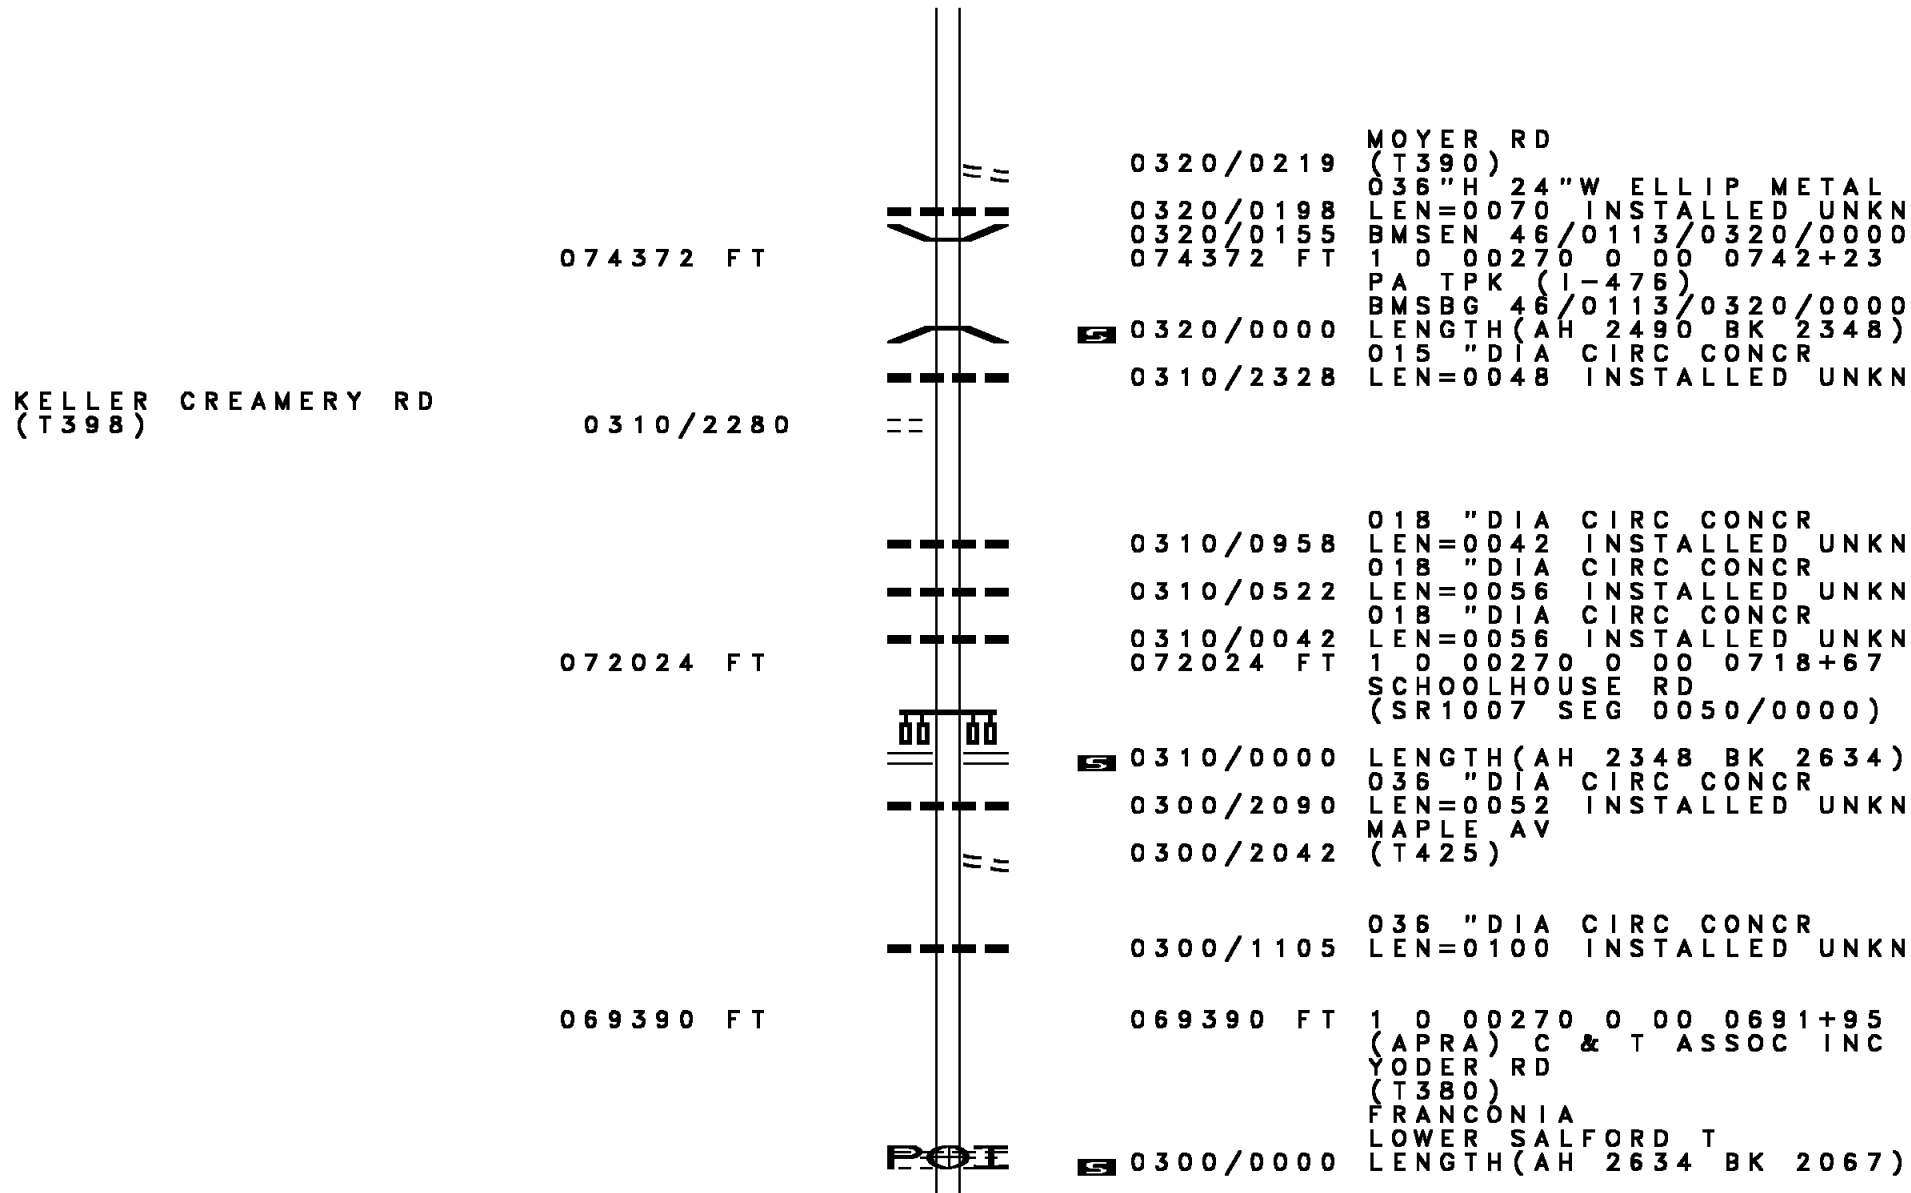 MOYER RD
0320/0219 (T390)
036"H 24"W ELLIP METAL
0320/0198 LEN=0070 INSTALLED UNKN
0320/0155 BMSEN 46/0113/0320/0000
074372 FT 074372 FT 1 0 00270 0 00 0742+23
PA TPK (I-476)
BMSBG 46/0113/0320/0000
S 0320/0000 LENGTH(AH 2490 BK 2348)
015 "DIA CIRC CONCR
0310/2328 LEN=0048 INSTALLED UNKN
KELLER CREAMERY RD
(T398) 0310/2280
018 "DIA CIRC CONCR
0310/0958 LEN=0042 INSTALLED UNKN
018 "DIA CIRC CONCR
0310/0522 LEN=0056 INSTALLED UNKN
018 "DIA CIRC CONCR
0310/0042 LEN=0056 INSTALLED UNKN
072024 FT 072024 FT 1 0 00270 0 00 0718+67
SCHOOLHOUSE RD
(SR1007 SEG 0050/0000)
S 0310/0000 LENGTH(AH 2348 BK 2634)
036 "DIA CIRC CONCR
0300/2090 LEN=0052 INSTALLED UNKN
MAPLE AV
0300/2042 (T425)
036 "DIA CIRC CONCR
0300/1105 LEN=0100 INSTALLED UNKN
069390 FT 069390 FT 1 0 00270 0 00 0691+95
(APRA) C & T ASSOC INC
YODER RD
(T380)
FRANCONIA
LOWER SALFORD T
POI S 0300/0000 LENGTH(AH 2634 BK 2067)